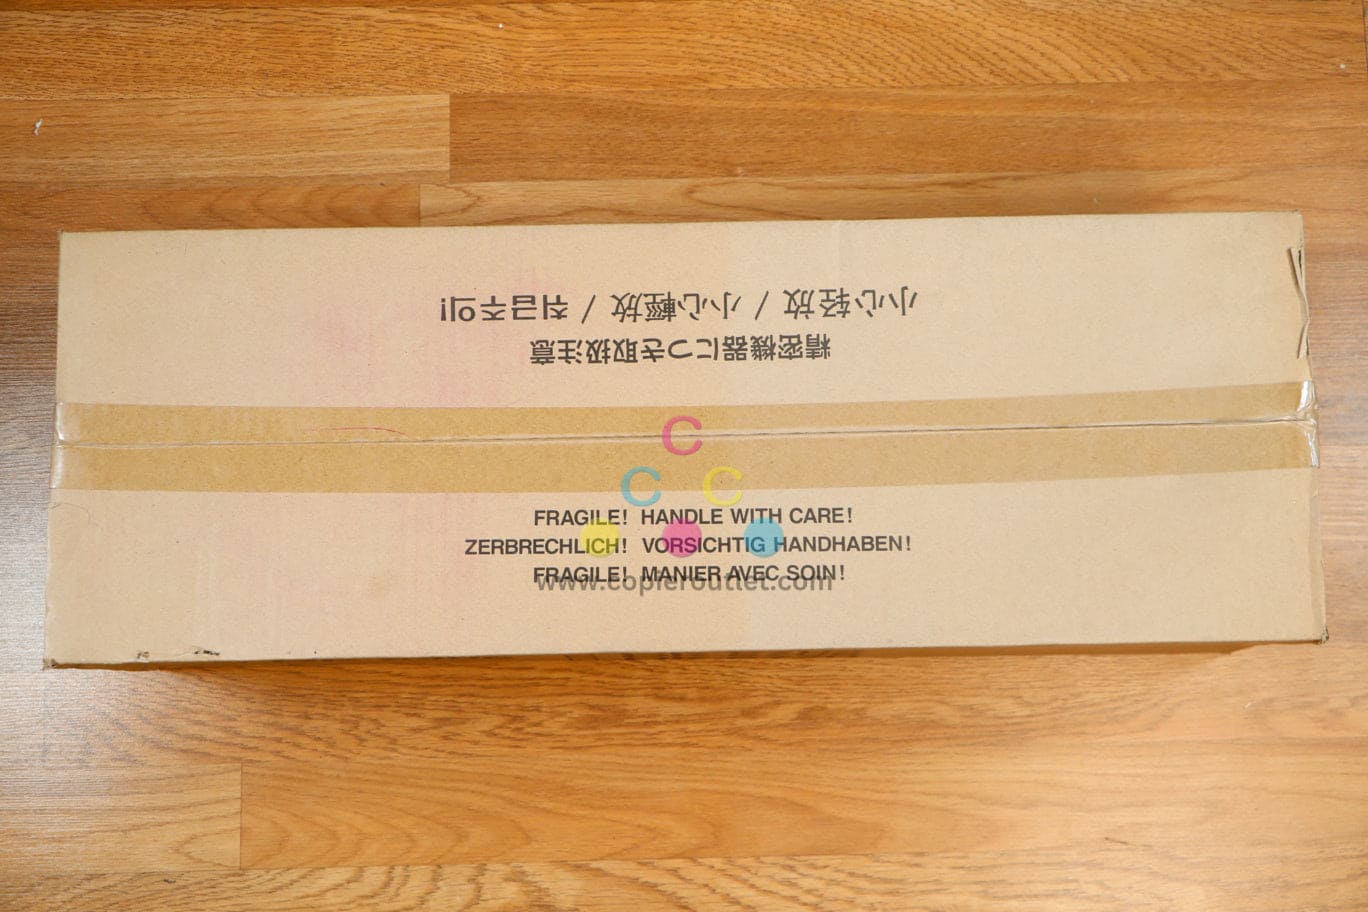 精密機器につき取扱注意
小心轻放 / 小心輕放 / 취급주의!
C
C C
FRAGILE! HANDLE WITH CARE!
ZERBRECHLICH! VORSICHTIG HANDHABEN!
FRAGILE! MANIER AVEC SOIN!
www.copieroutlet.com